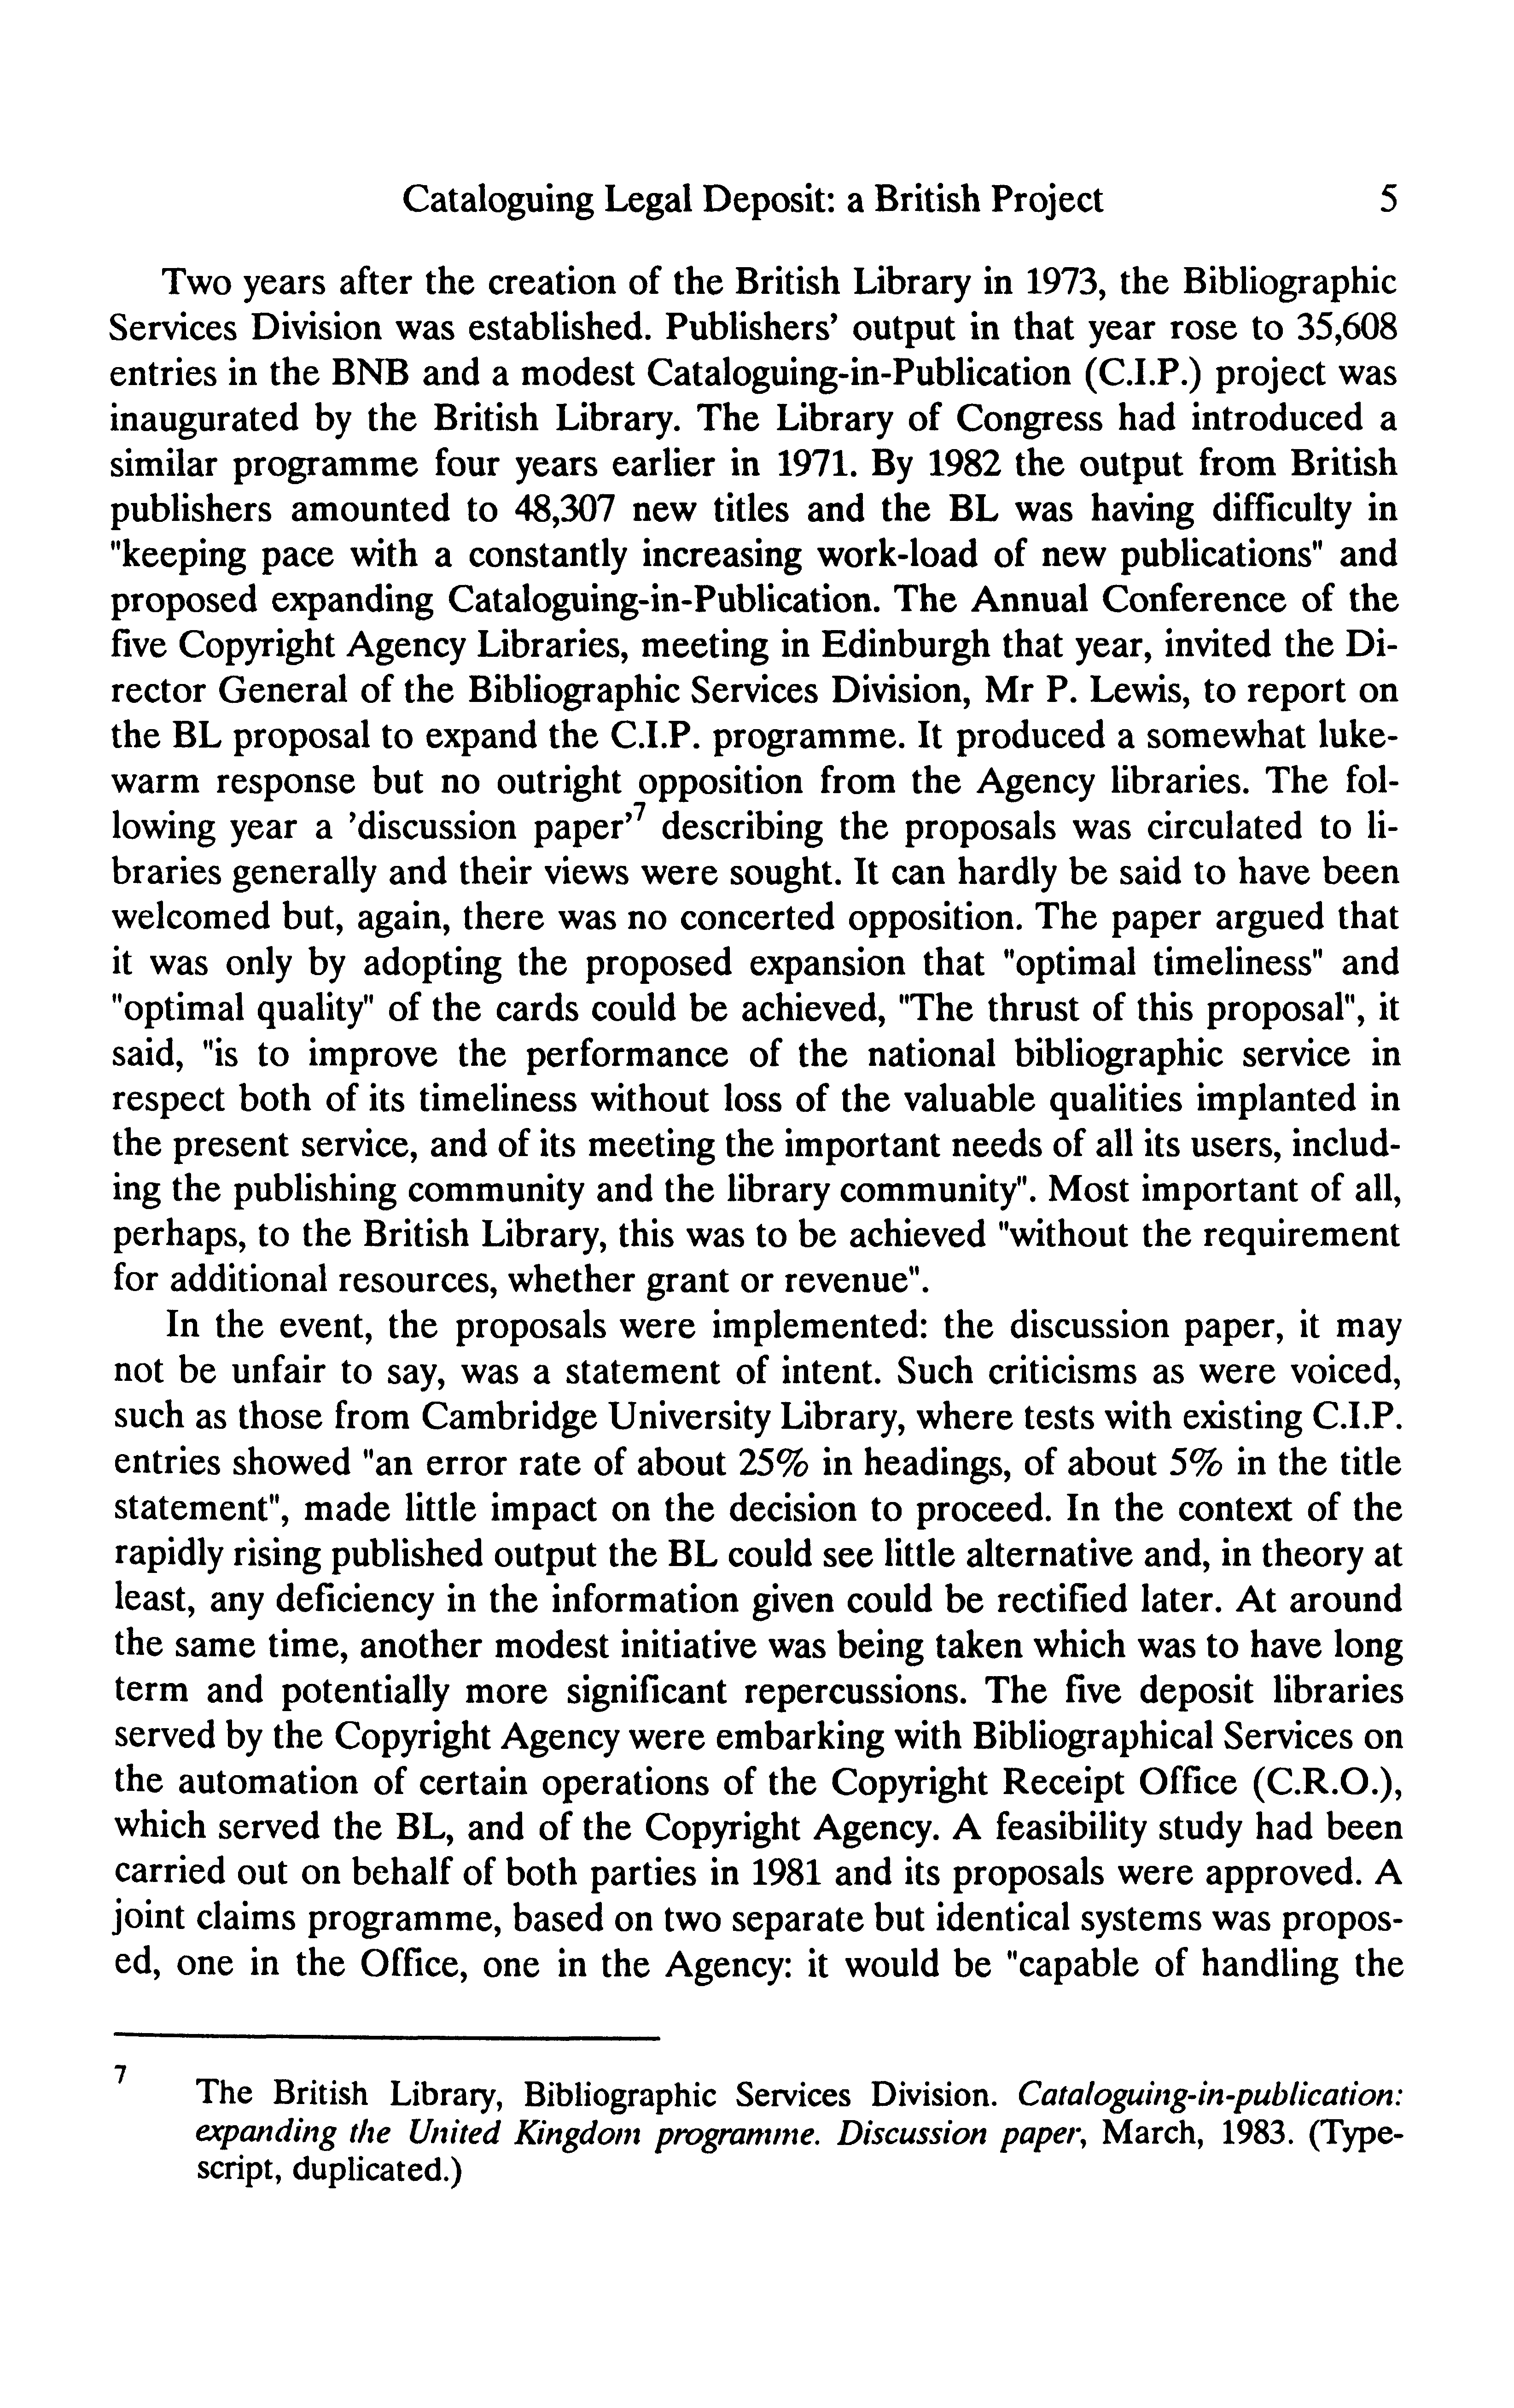 Cataloguing Legal Deposit: a British Project 5
Two years after the creation of the British Library in 1973, the Bibliographic
Services Division was established. Publishers’ output in that year rose to 35,608
entries in the BNB and a modest Cataloguing-in-Publication (C.I.P.) project was
inaugurated by the British Library. The Library of Congress had introduced a
similar programme four years earlier in 1971. By 1982 the output from British
publishers amounted to 48,307 new titles and the BL was having difficulty in
"keeping pace with a constantly increasing work-load of new publications" and
proposed expanding Cataloguing-in-Publication. The Annual Conference of the
five Copyright Agency Libraries, meeting in Edinburgh that year, invited the Di-
rector General of the Bibliographic Services Division, Mr P. Lewis, to report on
the BL proposal to expand the C.I.P. programme. It produced a somewhat luke-
warm response but no outright opposition from the Agency libraries. The fol-
lowing year a ’discussion paper’7 describing the proposals was circulated to li-
braries generally and their views were sought. It can hardly be said to have been
welcomed but, again, there was no concerted opposition. The paper argued that
it was only by adopting the proposed expansion that "optimal timeliness" and
"optimal quality" of the cards could be achieved, "The thrust of this proposal", it
said, "is to improve the performance of the national bibliographic service in
respect both of its timeliness without loss of the valuable qualities implanted in
the present service, and of its meeting the important needs of all its users, includ-
ing the publishing community and the library community". Most important of all,
perhaps, to the British Library, this was to be achieved "without the requirement
for additional resources, whether grant or revenue".
In the event, the proposals were implemented: the discussion paper, it may
not be unfair to say, was a statement of intent. Such criticisms as were voiced,
such as those from Cambridge University Library, where tests with existing C.I.P.
entries showed "an error rate of about 25% in headings, of about 5% in the title
statement", made little impact on the decision to proceed. In the context of the
rapidly rising published output the BL could see little alternative and, in theory at
least, any deficiency in the information given could be rectified later. At around
the same time, another modest initiative was being taken which was to have long
term and potentially more significant repercussions. The five deposit libraries
served by the Copyright Agency were embarking with Bibliographical Services on
the automation of certain operations of the Copyright Receipt Office (C.R.O.),
which served the BL, and of the Copyright Agency. A feasibility study had been
carried out on behalf of both parties in 1981 and its proposals were approved. A
joint claims programme, based on two separate but identical systems was propos-
ed, one in the Office, one in the Agency: it would be "capable of handling the
7 The British Library, Bibliographic Services Division. Cataloguing-in-publication:
expanding the United Kingdom programme. Discussion paper, March, 1983. (Type-
script, duplicated.)